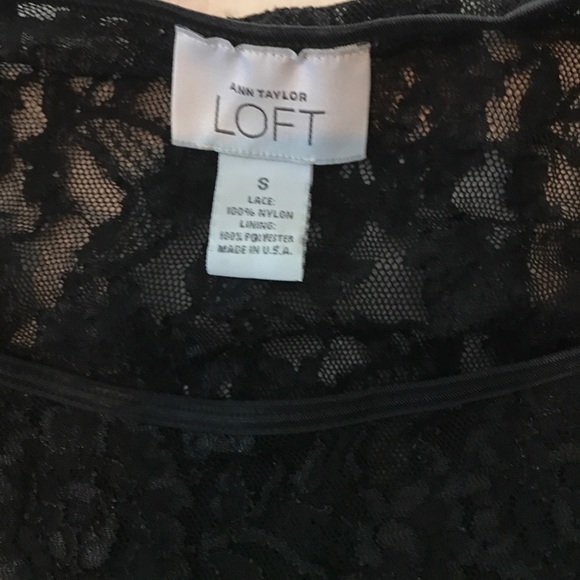 ANN TAYLOR
LOFT
S
LACE:
100% NYLON
LINING:
100% POLYESTER
MADE IN U.S.A.